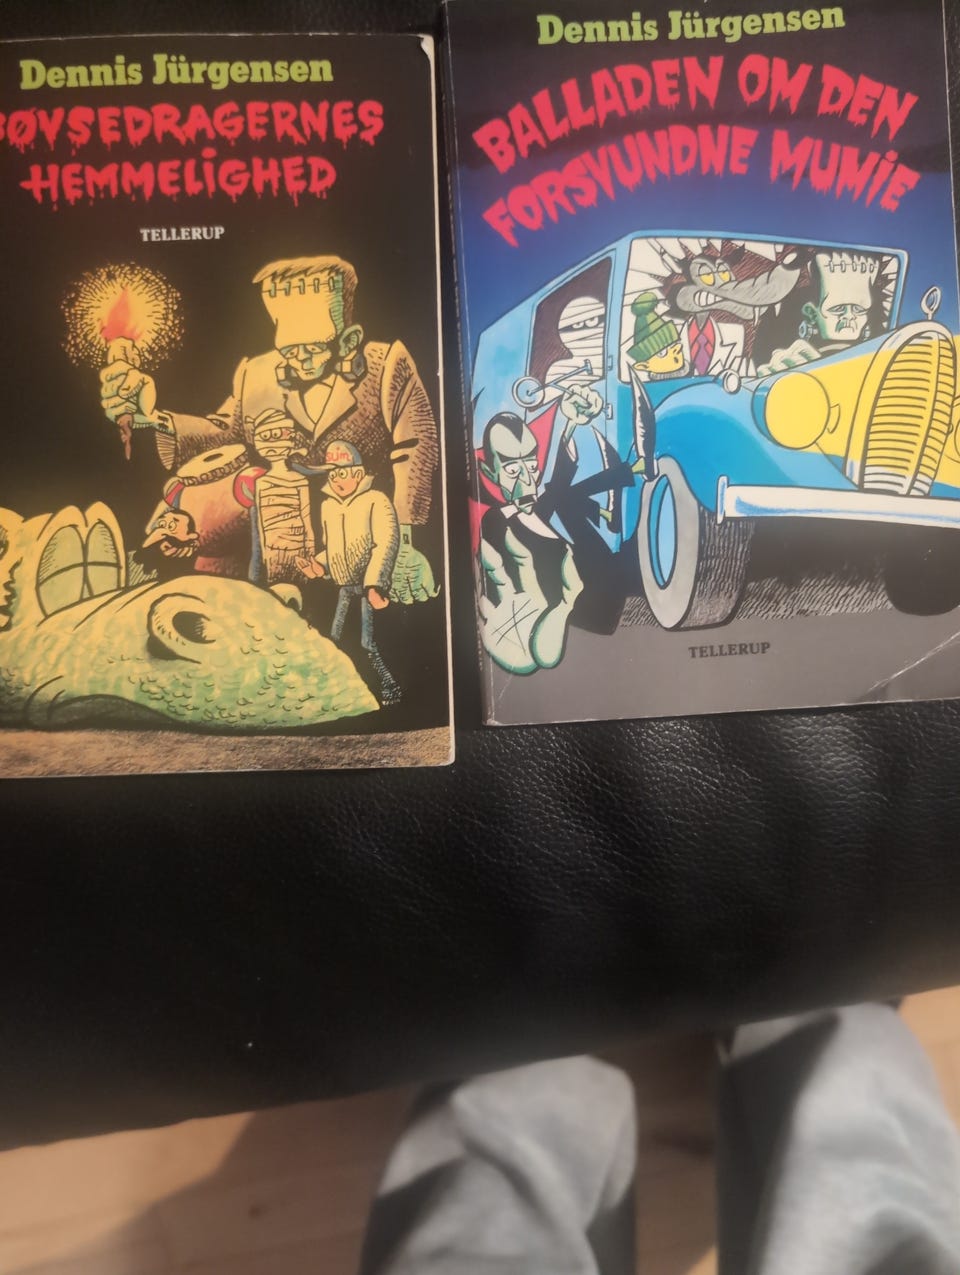 Dennis Jürgensen
BØVSEDRAGERNES
HEMMELiGHED
TELLERUP
SLiM
Dennis Jürgensen
BALLADEN OM DEN
FORSVUNDNE MUMiE
TELLERUP